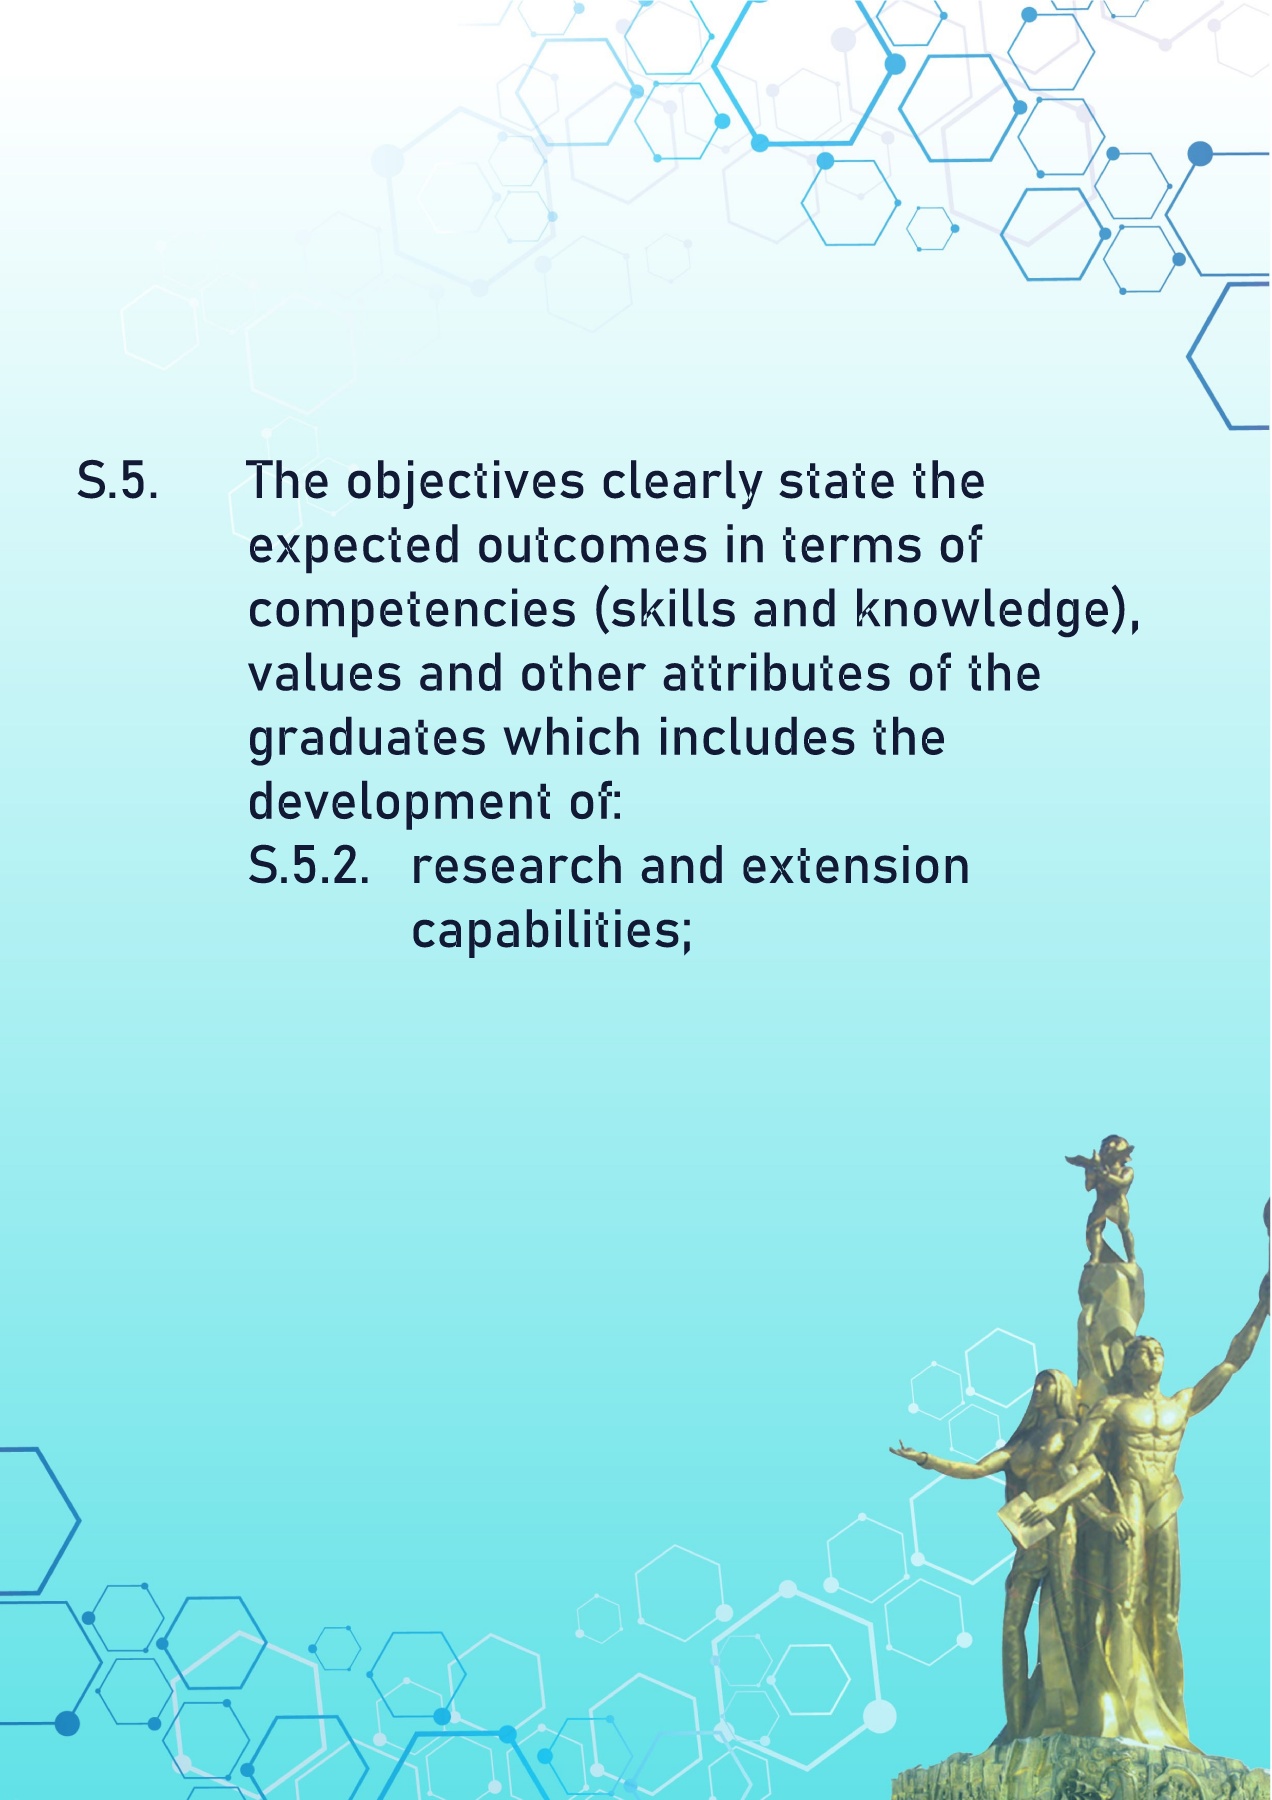 S.5. The objectives clearly state the
expected outcomes in terms of
competencies (skills and knowledge),
values and other attributes of the
graduates which includes the
development of:
S.5.2. research and extension
capabilities;